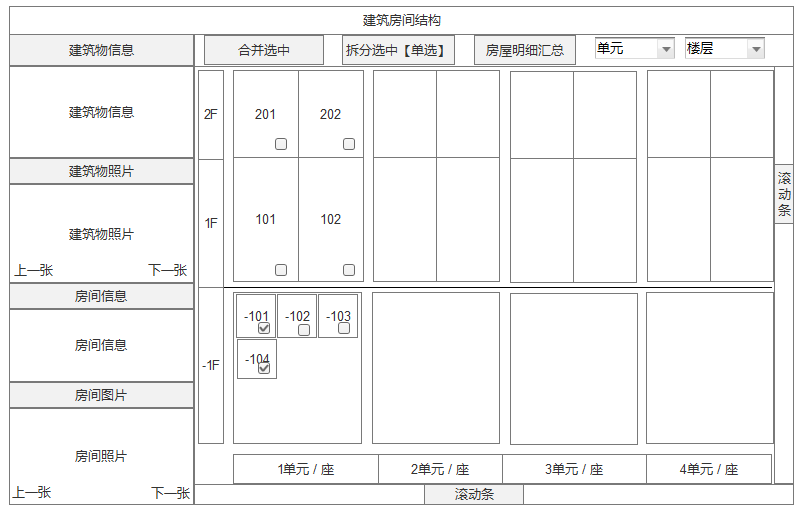 建筑房间结构
建筑物信息
合并选中
拆分选中【单选】
房屋明细汇总
单元
楼层
建筑物信息
建筑物照片
建筑物照片
上一张
下一张
房间信息
房间信息
房间图片
房间照片
上一张
下一张
2F
201
202
1F
101
102
-1F
-101
-102
-103
-104
1单元 / 座
2单元 / 座
3单元 / 座
4单元 / 座
滚动条
滚动条